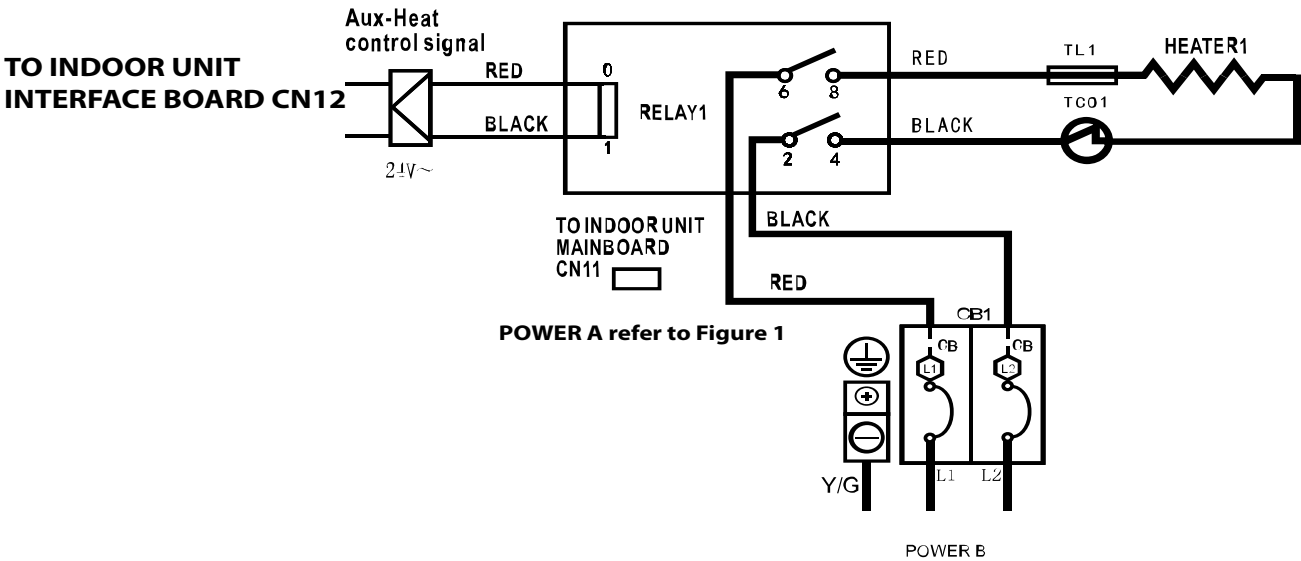 Aux-Heat
control signal
TO INDOOR UNIT
INTERFACE BOARD CN12
RED
BLACK
24V~
0
1
RELAY1
6
8
2
4
RED
BLACK
TL1
HEATER1
TCO1
TO INDOOR UNIT
MAINBOARD
CN11
BLACK
RED
POWER A refer to Figure 1
CB1
CB
CB
L1
L2
Y/G
L1
L2
POWER B